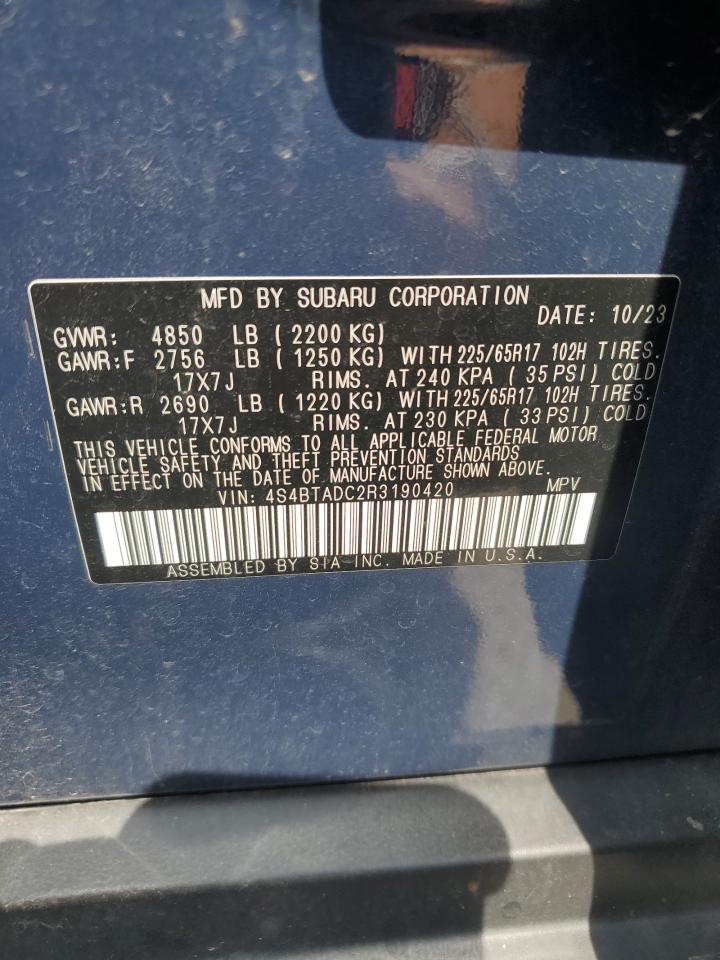 MFD BY SUBARU CORPORATION
DATE: 10/23
GVWR: 4850 LB ( 2200 KG)
GAWR:F 2756 LB ( 1250 KG) WITH 225/65R17 102H TIRES.
17X7J RIMS. AT 240 KPA ( 35 PSI) COLD
GAWR:R 2690 LB ( 1220 KG) WITH 225/65R17 102H TIRES.
17X7J RIMS. AT 230 KPA ( 33 PSI) COLD
THIS VEHICLE CONFORMS TO ALL APPLICABLE FEDERAL MOTOR
VEHICLE SAFETY AND THEFT PREVENTION STANDARDS
IN EFFECT ON THE DATE OF MANUFACTURE SHOWN ABOVE.
VIN: 4S4BTADC2R3190420 MPV
ASSEMBLED BY SIA-INC. MADE IN U.S.A.